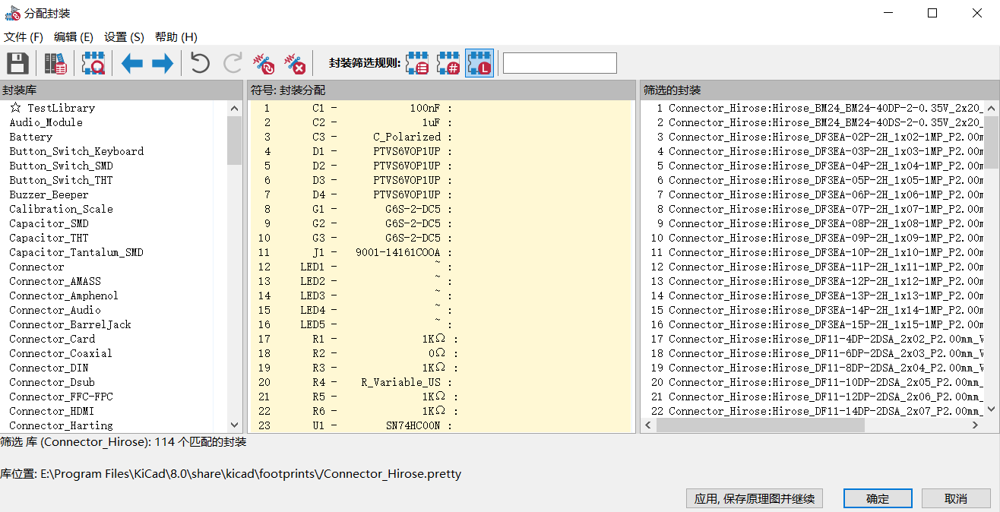 分配封装
文件 (F) 编辑 (E) 设置 (S) 帮助 (H)
封装筛选规则:
封装库
☆ TestLibrary
Audio_Module
Battery
Button_Switch_Keyboard
Button_Switch_SMD
Button_Switch_THT
Buzzer_Beeper
Calibration_Scale
Capacitor_SMD
Capacitor_THT
Capacitor_Tantalum_SMD
Connector
Connector_AMASS
Connector_Amphenol
Connector_Audio
Connector_BarrelJack
Connector_Card
Connector_Coaxial
Connector_DIN
Connector_Dsub
Connector_FFC-FPC
Connector_HDMI
Connector_Harting
符号: 封装分配
1 C1 - 100nF :
2 C2 - 1uF :
3 C3 - C_Polarized :
4 D1 - PTVS6VOP1UP :
5 D2 - PTVS6VOP1UP :
6 D3 - PTVS6VOP1UP :
7 D4 - PTVS6VOP1UP :
8 G1 - G6S-2-DC5 :
9 G2 - G6S-2-DC5 :
10 G3 - G6S-2-DC5 :
11 J1 - 9001-14161C00A :
12 LED1 - ~ :
13 LED2 - ~ :
14 LED3 - ~ :
15 LED4 - ~ :
16 LED5 - ~ :
17 R1 - 1KΩ :
18 R2 - 0Ω :
19 R3 - 1KΩ :
20 R4 - R_Variable_US :
21 R5 - 1KΩ :
22 R6 - 1KΩ :
23 U1 - SN74HC00N :
筛选的封装
1 Connector_Hirose:Hirose_BM24_BM24-40DP-2-0.35V_2x20_
2 Connector_Hirose:Hirose_BM24_BM24-40DS-2-0.35V_2x20_
3 Connector_Hirose:Hirose_DF3EA-02P-2H_1x02-1MP_P2.00m
4 Connector_Hirose:Hirose_DF3EA-03P-2H_1x03-1MP_P2.00m
5 Connector_Hirose:Hirose_DF3EA-04P-2H_1x04-1MP_P2.00m
6 Connector_Hirose:Hirose_DF3EA-05P-2H_1x05-1MP_P2.00m
7 Connector_Hirose:Hirose_DF3EA-06P-2H_1x06-1MP_P2.00m
8 Connector_Hirose:Hirose_DF3EA-07P-2H_1x07-1MP_P2.00m
9 Connector_Hirose:Hirose_DF3EA-08P-2H_1x08-1MP_P2.00m
10 Connector_Hirose:Hirose_DF3EA-09P-2H_1x09-1MP_P2.00m
11 Connector_Hirose:Hirose_DF3EA-10P-2H_1x10-1MP_P2.00m
12 Connector_Hirose:Hirose_DF3EA-11P-2H_1x11-1MP_P2.00m
13 Connector_Hirose:Hirose_DF3EA-12P-2H_1x12-1MP_P2.00m
14 Connector_Hirose:Hirose_DF3EA-13P-2H_1x13-1MP_P2.00m
15 Connector_Hirose:Hirose_DF3EA-14P-2H_1x14-1MP_P2.00m
16 Connector_Hirose:Hirose_DF3EA-15P-2H_1x15-1MP_P2.00m
17 Connector_Hirose:Hirose_DF11-4DP-2DSA_2x02_P2.00mm_V
18 Connector_Hirose:Hirose_DF11-6DP-2DSA_2x03_P2.00mm_V
19 Connector_Hirose:Hirose_DF11-8DP-2DSA_2x04_P2.00mm_V
20 Connector_Hirose:Hirose_DF11-10DP-2DSA_2x05_P2.00mm_
21 Connector_Hirose:Hirose_DF11-12DP-2DSA_2x06_P2.00mm_
22 Connector_Hirose:Hirose_DF11-14DP-2DSA_2x07_P2.00mm_
筛选 库 (Connector_Hirose): 114 个匹配的封装
库位置: E:\Program Files\KiCad\8.0\share\kicad\footprints\/Connector_Hirose.pretty
应用, 保存原理图并继续 确定 取消